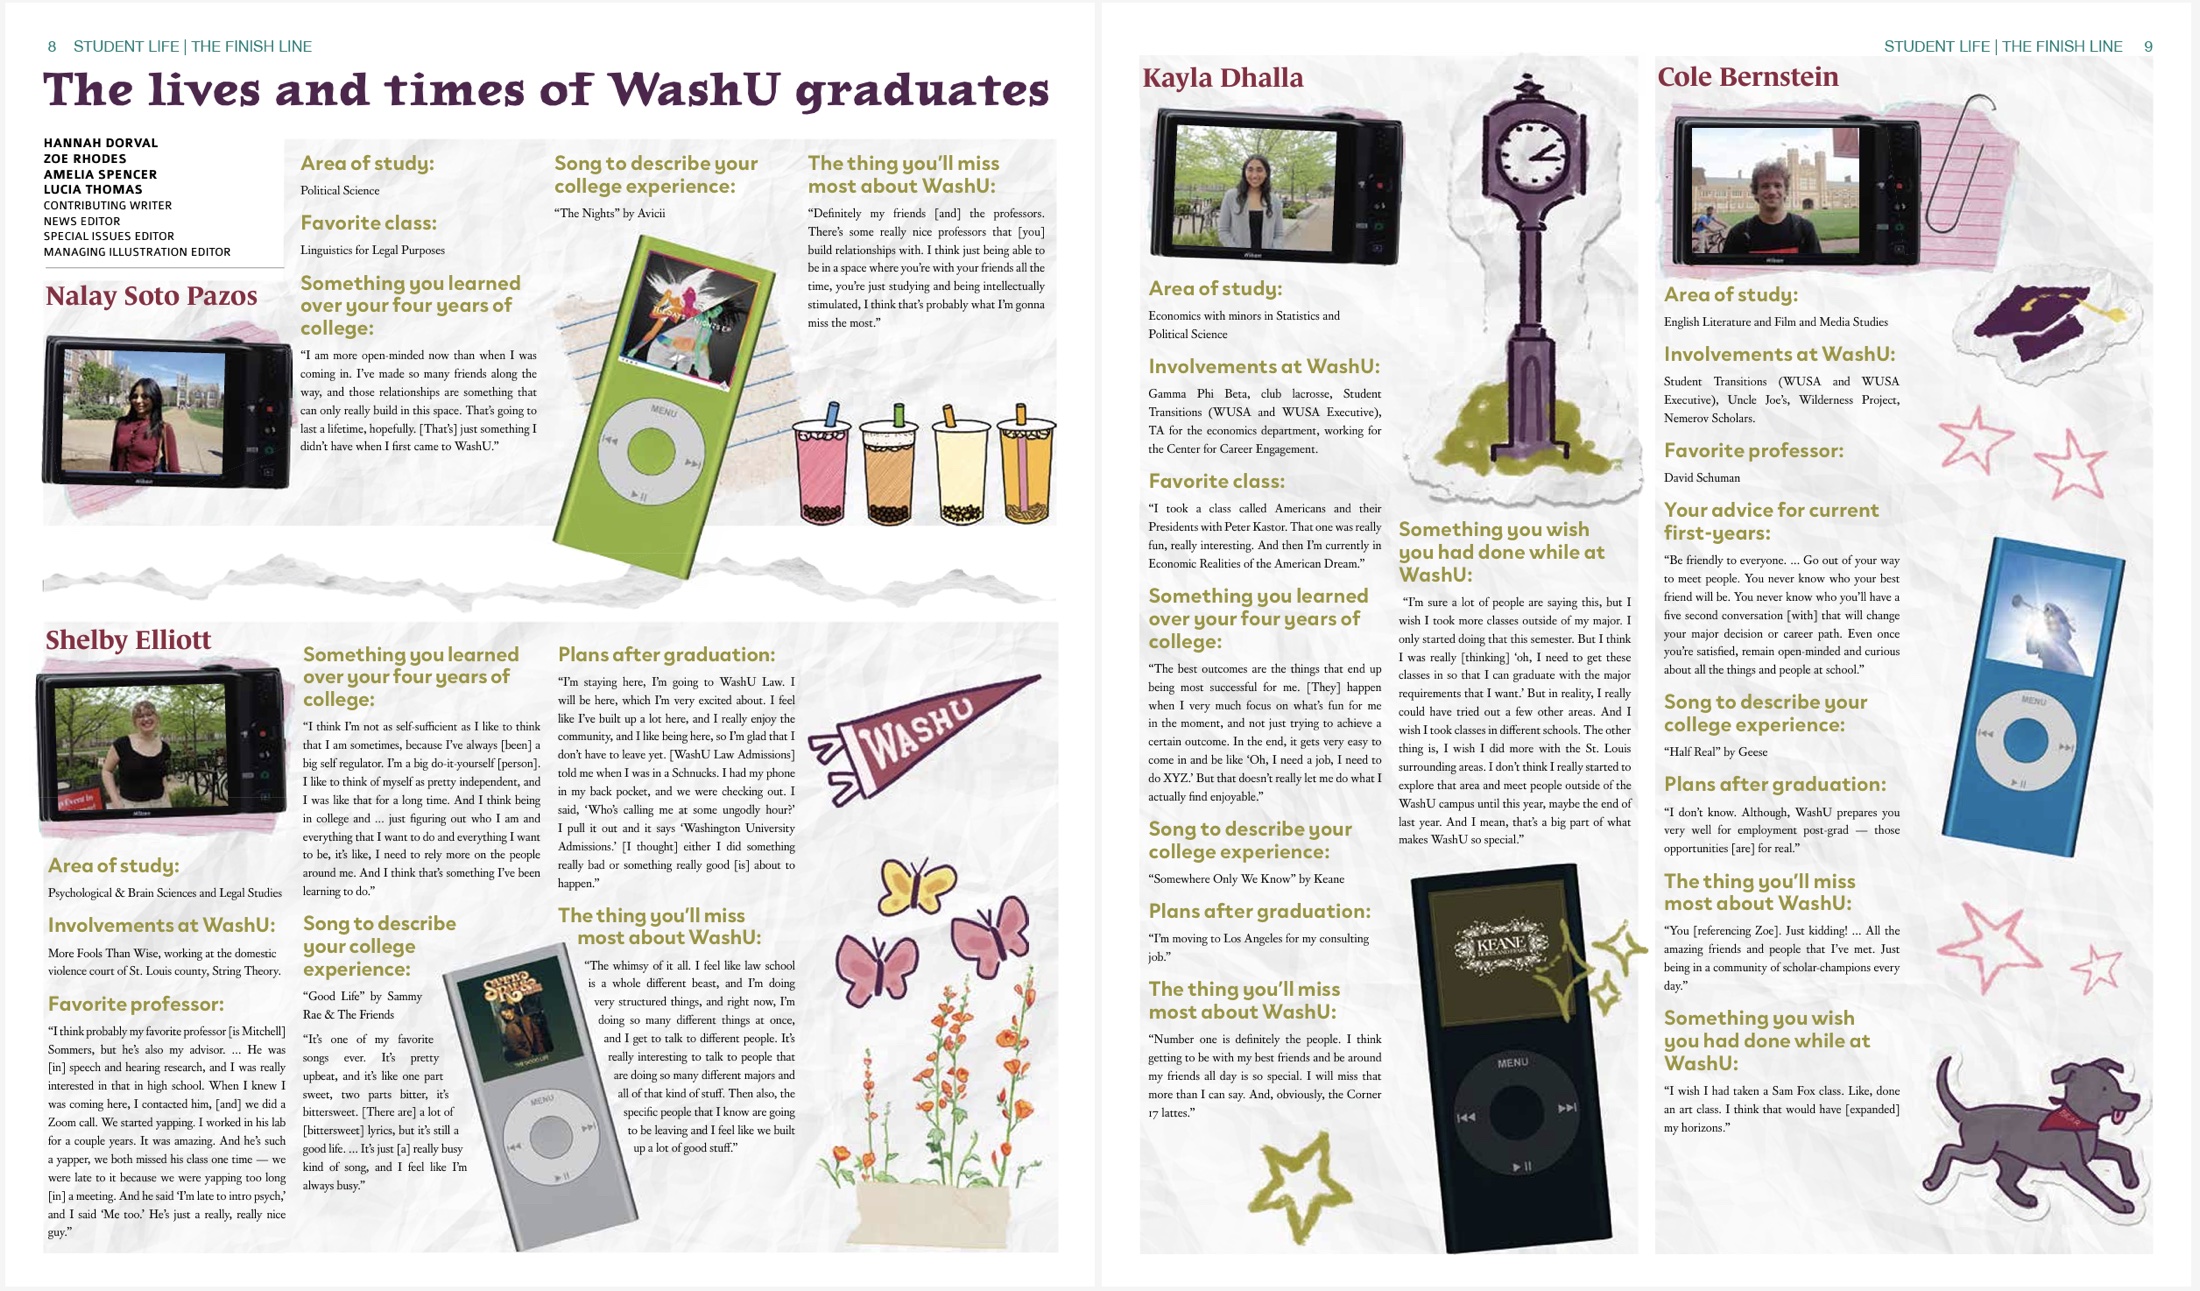 8 STUDENT LIFE | THE FINISH LINE
The lives and times of WashU graduates
HANNAH DORVAL
ZOE RHODES
AMELIA SPENCER
LUCIA THOMAS
CONTRIBUTING WRITER
NEWS EDITOR
SPECIAL ISSUES EDITOR
MANAGING ILLUSTRATION EDITOR
Nalay Soto Pazos
Nikon
Area of study:
Political Science
Favorite class:
Linguistics for Legal Purposes
Something you learned
over your four years of
college:
“I am more open-minded now than when I was
coming in. I’ve made so many friends along the
way, and those relationships are something that
can only really build in this space. That’s going to
last a lifetime, hopefully. [That’s] just something I
didn’t have when I first came to WashU.”
Song to describe your
college experience:
“The Nights” by Avicii
MENU
The thing you’ll miss
most about WashU:
“Definitely my friends [and] the professors.
There’s some really nice professors that [you]
build relationships with. I think just being able to
be in a space where you’re with your friends all the
time, you’re just studying and being intellectually
stimulated, I think that’s probably what I’m gonna
miss the most.”
Shelby Elliott
Nikon
Area of study:
Psychological & Brain Sciences and Legal Studies
Involvements at WashU:
More Fools Than Wise, working at the domestic
violence court of St. Louis county, String Theory.
Favorite professor:
“I think probably my favorite professor [is Mitchell]
Sommers, but he’s also my advisor. ... He was
[in] speech and hearing research, and I was really
interested in that in high school. When I knew I
was coming here, I contacted him, [and] we did a
Zoom call. We started yapping. I worked in his lab
for a couple years. It was amazing. And he’s such
a yapper, we both missed his class one time — we
were late to it because we were yapping too long
[in] a meeting. And he said ‘I’m late to intro psych,’
and I said ‘Me too.’ He’s just a really, really nice
guy.”
Something you learned
over your four years of
college:
“I think I’m not as self-sufficient as I like to think
that I am sometimes, because I’ve always [been] a
big self regulator. I’m a big do-it-yourself [person].
I like to think of myself as pretty independent, and
I was like that for a long time. And I think being
in college and ... just figuring out who I am and
everything that I want to do and everything I want
to be, it’s like, I need to rely more on the people
around me. And I think that’s something I’ve been
learning to do.”
Song to describe
your college
experience:
“Good Life” by Sammy
Rae & The Friends
“It’s one of my favorite
songs ever. It’s pretty
upbeat, and it’s like one part
sweet, two parts bitter, it’s
bittersweet. [There are] a lot of
[bittersweet] lyrics, but it’s still a
good life. ... It’s just [a] really busy
kind of song, and I feel like I’m
always busy.”
THE GOOD LIFE
MENU
Plans after graduation:
“I’m staying here, I’m going to WashU Law. I
will be here, which I’m very excited about. I feel
like I’ve built up a lot here, and I really enjoy the
community, and I like being here, so I’m glad that I
don’t have to leave yet. [WashU Law Admissions]
told me when I was in a Schnucks. I had my phone
in my back pocket, and we were checking out. I
said, ‘Who’s calling me at some ungodly hour?’
I pull it out and it says ‘Washington University
Admissions.’ [I thought] either I did something
really bad or something really good [is] about to
happen.”
The thing you’ll miss
most about WashU:
“The whimsy of it all. I feel like law school
is a whole different beast, and I’m doing
very structured things, and right now, I’m
doing so many different things at once,
and I get to talk to different people. It’s
really interesting to talk to people that
are doing so many different majors and
all of that kind of stuff. Then also, the
specific people that I know are going
to be leaving and I feel like we built
up a lot of good stuff.”
WASHU
STUDENT LIFE | THE FINISH LINE 9
Kayla Dhalla
Nikon
Area of study:
Economics with minors in Statistics and
Political Science
Involvements at WashU:
Gamma Phi Beta, club lacrosse, Student
Transitions (WUSA and WUSA Executive),
TA for the economics department, working for
the Center for Career Engagement.
Favorite class:
“I took a class called Americans and their
Presidents with Peter Kastor. That one was really
fun, really interesting. And then I’m currently in
Economic Realities of the American Dream.”
Something you learned
over your four years of
college:
“The best outcomes are the things that end up
being most successful for me. [They] happen
when I very much focus on what’s fun for me
in the moment, and not just trying to achieve a
certain outcome. In the end, it gets very easy to
come in and be like ‘Oh, I need a job, I need to
do XYZ.’ But that doesn’t really let me do what I
actually find enjoyable.”
Song to describe your
college experience:
“Somewhere Only We Know” by Keane
Plans after graduation:
“I’m moving to Los Angeles for my consulting
job.”
The thing you’ll miss
most about WashU:
“Number one is definitely the people. I think
getting to be with my best friends and be around
my friends all day is so special. I will miss that
more than I can say. And, obviously, the Corner
17 lattes.”
Something you wish
you had done while at
WashU:
“I’m sure a lot of people are saying this, but I
wish I took more classes outside of my major. I
only started doing that this semester. But I think
I was really [thinking] ‘oh, I need to get these
classes in so that I can graduate with the major
requirements that I want.’ But in reality, I really
could have tried out a few other areas. And I
wish I took classes in different schools. The other
thing is, I wish I did more with the St. Louis
surrounding areas. I don’t think I really started to
explore that area and meet people outside of the
WashU campus until this year, maybe the end of
last year. And I mean, that’s a big part of what
makes WashU so special.”
KEANE
MENU
Cole Bernstein
Nikon
Area of study:
English Literature and Film and Media Studies
Involvements at WashU:
Student Transitions (WUSA and WUSA
Executive), Uncle Joe’s, Wilderness Project,
Nemerov Scholars.
Favorite professor:
David Schuman
Your advice for current
first-years:
“Be friendly to everyone. ... Go out of your way
to meet people. You never know who your best
friend will be. You never know who you’ll have a
five second conversation [with] that will change
your major decision or career path. Even once
you’re satisfied, remain open-minded and curious
about all the things and people at school.”
Song to describe your
college experience:
“Half Real” by Geese
Plans after graduation:
“I don’t know. Although, WashU prepares you
very well for employment post-grad — those
opportunities [are] for real.”
The thing you’ll miss
most about WashU:
“You [referencing Zoe]. Just kidding! ... All the
amazing friends and people that I’ve met. Just
being in a community of scholar-champions every
day.”
Something you wish
you had done while at
WashU:
“I wish I had taken a Sam Fox class. Like, done
an art class. I think that would have [expanded]
my horizons.”
MENU
BEAR